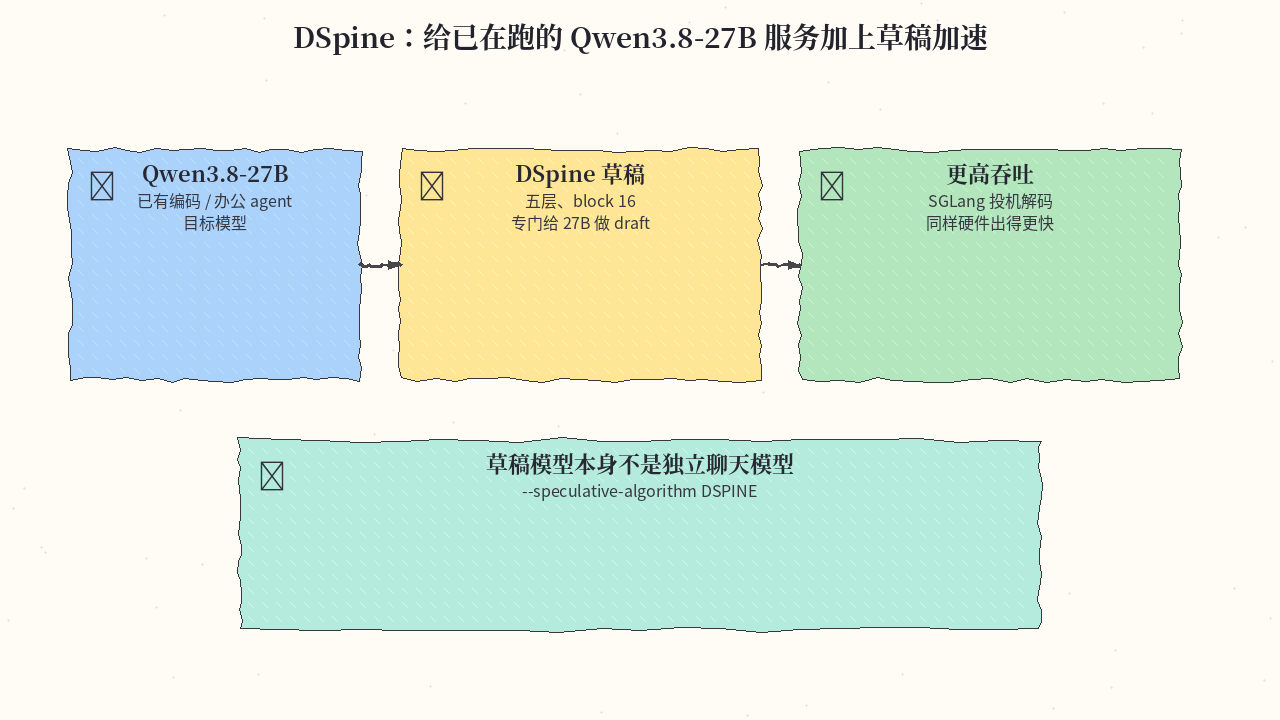 DSpine：给已在跑的 Qwen3.8-27B 服务加上草稿加速
Qwen3.8-27B
已有编码 / 办公 agent
目标模型
DSpine 草稿
五层、block 16
专门给 27B 做 draft
更高吞吐
SGLang 投机解码
同样硬件出得更快
草稿模型本身不是独立聊天模型
--speculative-algorithm DSPINE